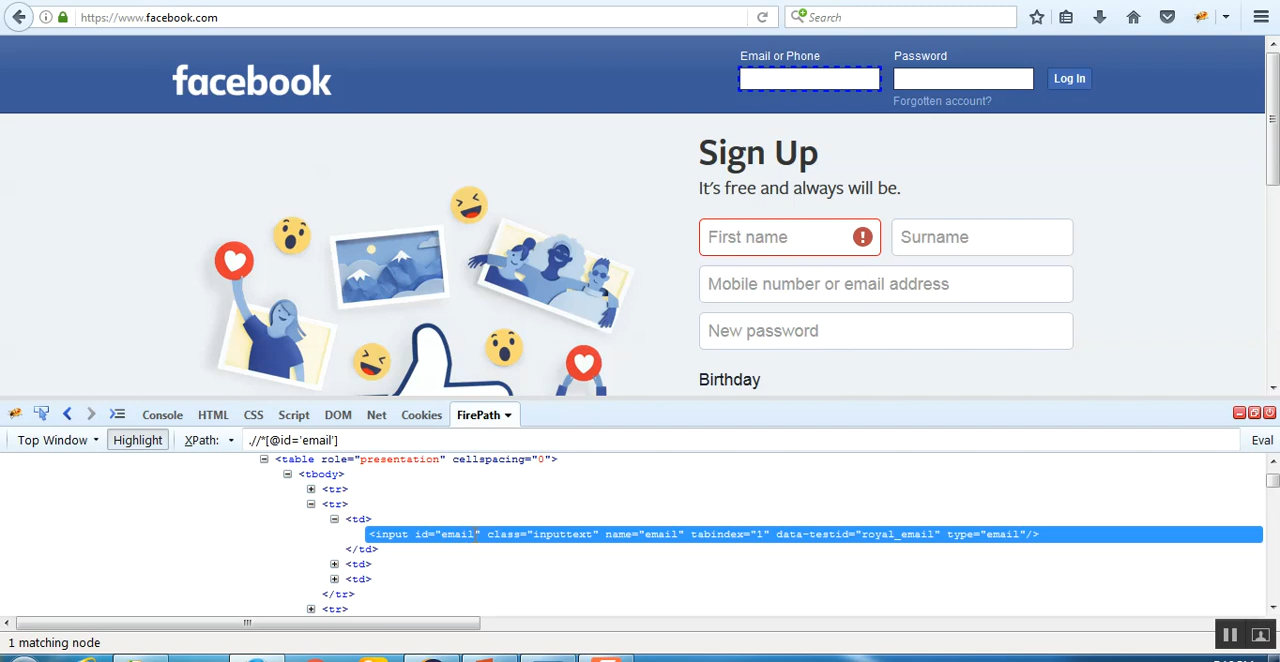 https://www.facebook.com
Search
facebook
Email or Phone
Password
Log In
Forgotten account?
Sign Up
It's free and always will be.
First name
Surname
Mobile number or email address
New password
Birthday
Console HTML CSS Script DOM Net Cookies FirePath
Top Window Highlight XPath: .//*[@id='email'] Eval
<table role="presentation" cellspacing="0">
<tbody>
<tr>
<tr>
<td>
<input id="email" class="inputtext" name="email" tabindex="1" data-testid="royal_email" type="email"/>
</td>
<td>
<td>
</tr>
<tr>
1 matching node